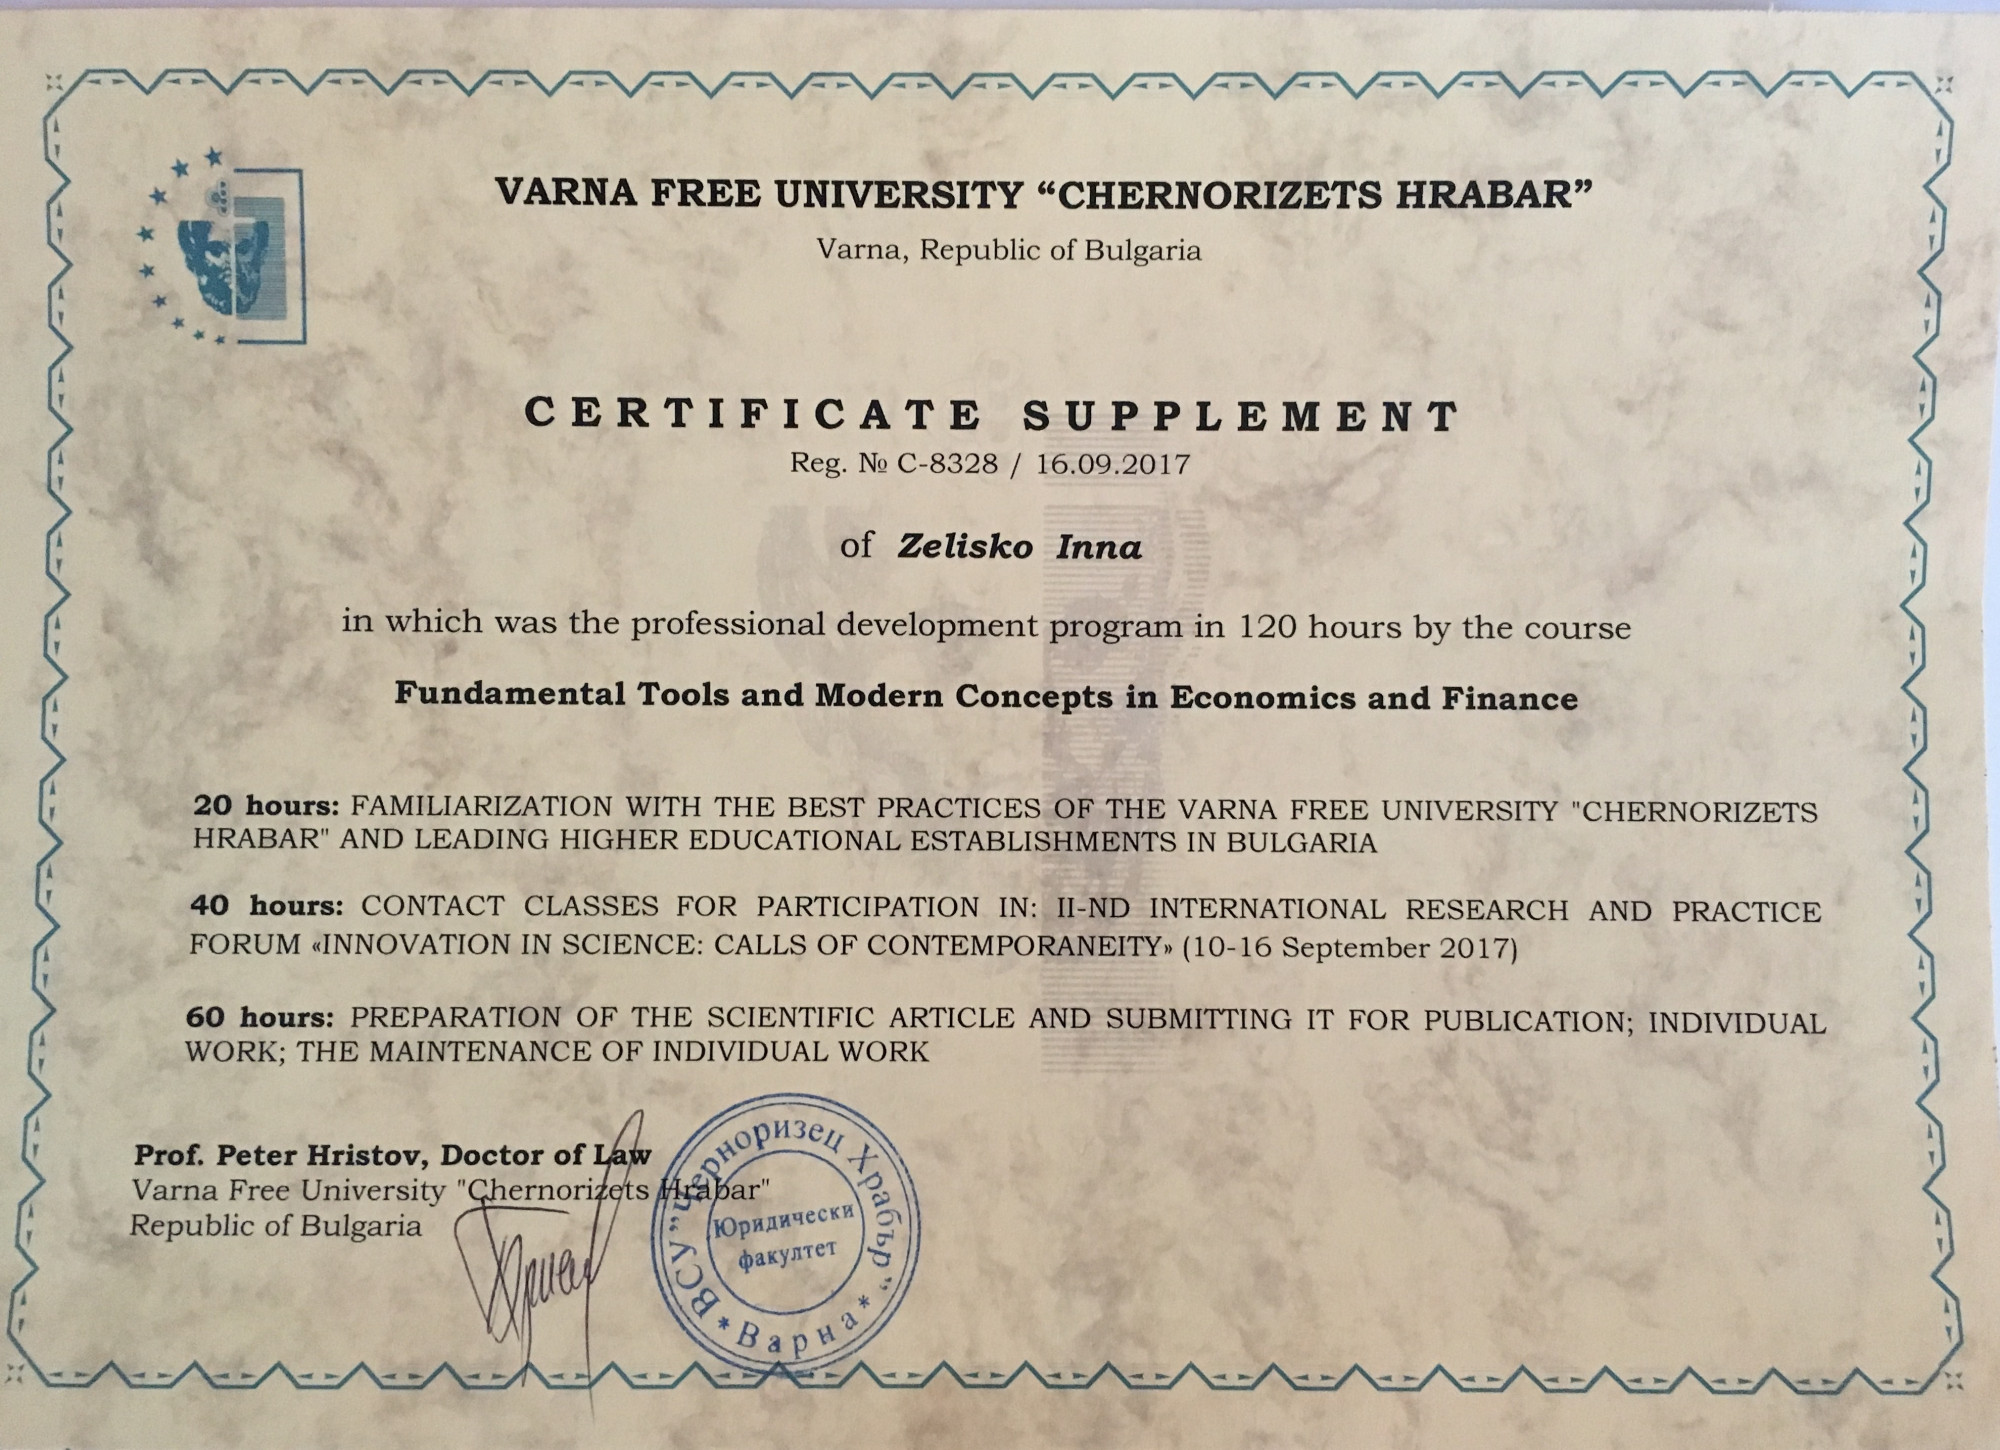 VARNA FREE UNIVERSITY “CHERNORIZETS HRABAR”
Varna, Republic of Bulgaria
CERTIFICATE SUPPLEMENT
Reg. № C-8328 / 16.09.2017
of Zelisko Inna
in which was the professional development program in 120 hours by the course
Fundamental Tools and Modern Concepts in Economics and Finance
20 hours: FAMILIARIZATION WITH THE BEST PRACTICES OF THE VARNA FREE UNIVERSITY "CHERNORIZETS
HRABAR" AND LEADING HIGHER EDUCATIONAL ESTABLISHMENTS IN BULGARIA
40 hours: CONTACT CLASSES FOR PARTICIPATION IN: II-ND INTERNATIONAL RESEARCH AND PRACTICE
FORUM «INNOVATION IN SCIENCE: CALLS OF CONTEMPORANEITY» (10-16 September 2017)
60 hours: PREPARATION OF THE SCIENTIFIC ARTICLE AND SUBMITTING IT FOR PUBLICATION; INDIVIDUAL
WORK; THE MAINTENANCE OF INDIVIDUAL WORK
Prof. Peter Hristov, Doctor of Law
Varna Free University "Chernorizets Hrabar"
Republic of Bulgaria
ВСУ "Черноризец Храбър"
Юридически
факултет
* Варна *